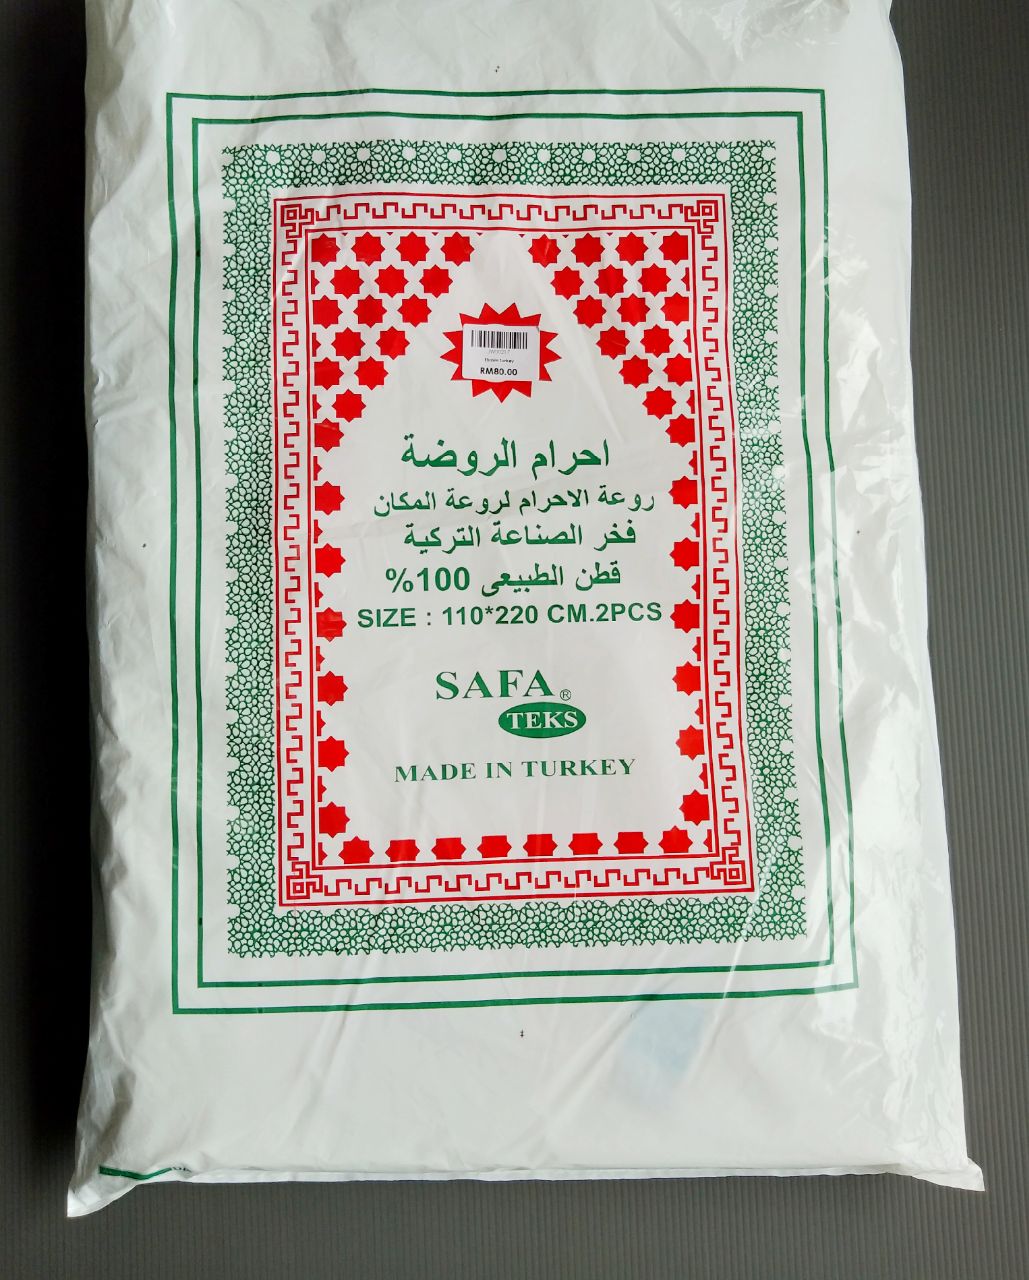 RM80.00
احرام الروضة
روعة الاحرام لروعة المكان
فخر الصناعة التركية
قطن الطبيعى 100%
SIZE : 110*220 CM.2PCS
SAFA ®
TEKS
MADE IN TURKEY